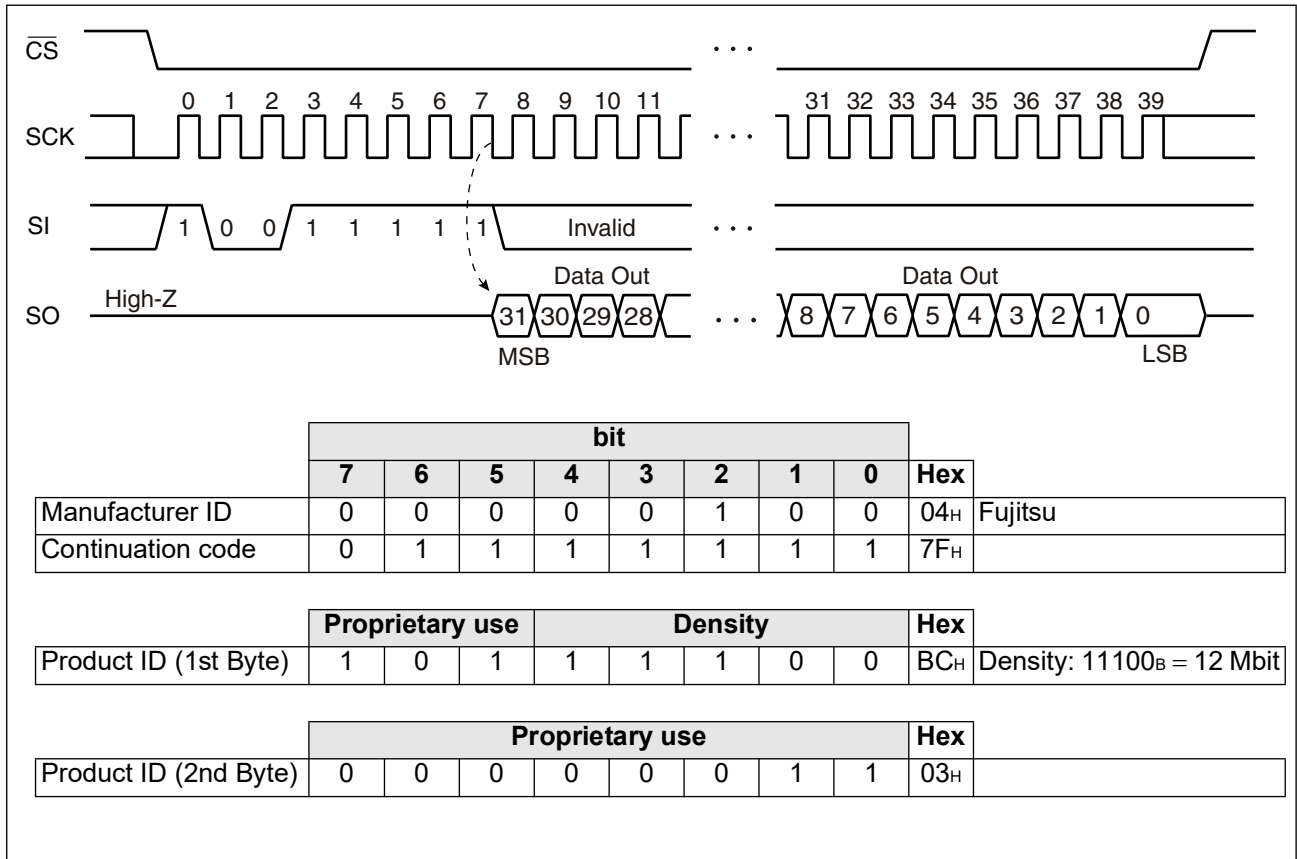 CS
· · ·
0 1 2 3 4 5 6 7 8 9 10 11 31 32 33 34 35 36 37 38 39
SCK · · ·
SI 1 0 0 1 1 1 1 1 Invalid · · ·
Data Out Data Out
High-Z
SO 31 30 29 28 · · · 8 7 6 5 4 3 2 1 0
MSB LSB
bit
7 6 5 4 3 2 1 0 Hex
Manufacturer ID 0 0 0 0 0 1 0 0 04H Fujitsu
Continuation code 0 1 1 1 1 1 1 1 7FH
Proprietary use Density Hex
Product ID (1st Byte) 1 0 1 1 1 1 0 0 BCH Density: 11100B = 12 Mbit
Proprietary use Hex
Product ID (2nd Byte) 0 0 0 0 0 0 1 1 03H